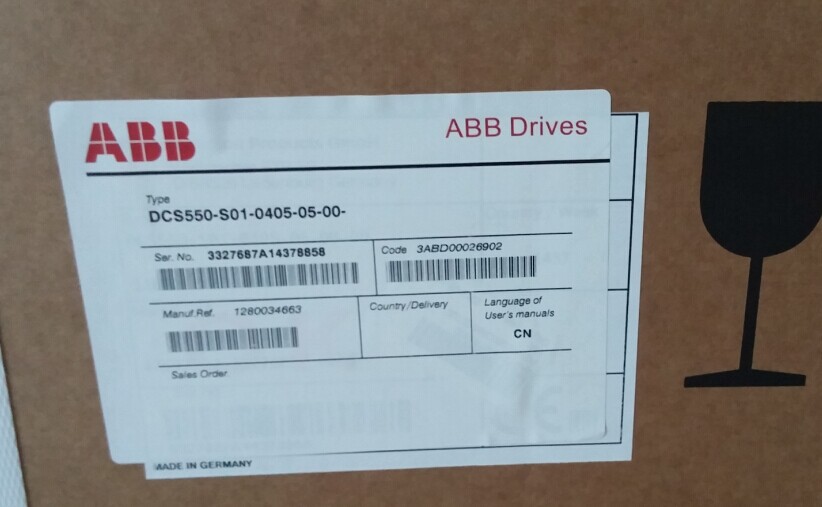 ABB
ABB Drives
Type
DCS550-S01-0405-05-00-
Ser. No. 3327687A14378858
Code 3ABD00026902
Manuf.Ref. 1280034663
Country/Delivery
Language of
User's manuals
CN
Sales Order
MADE IN GERMANY